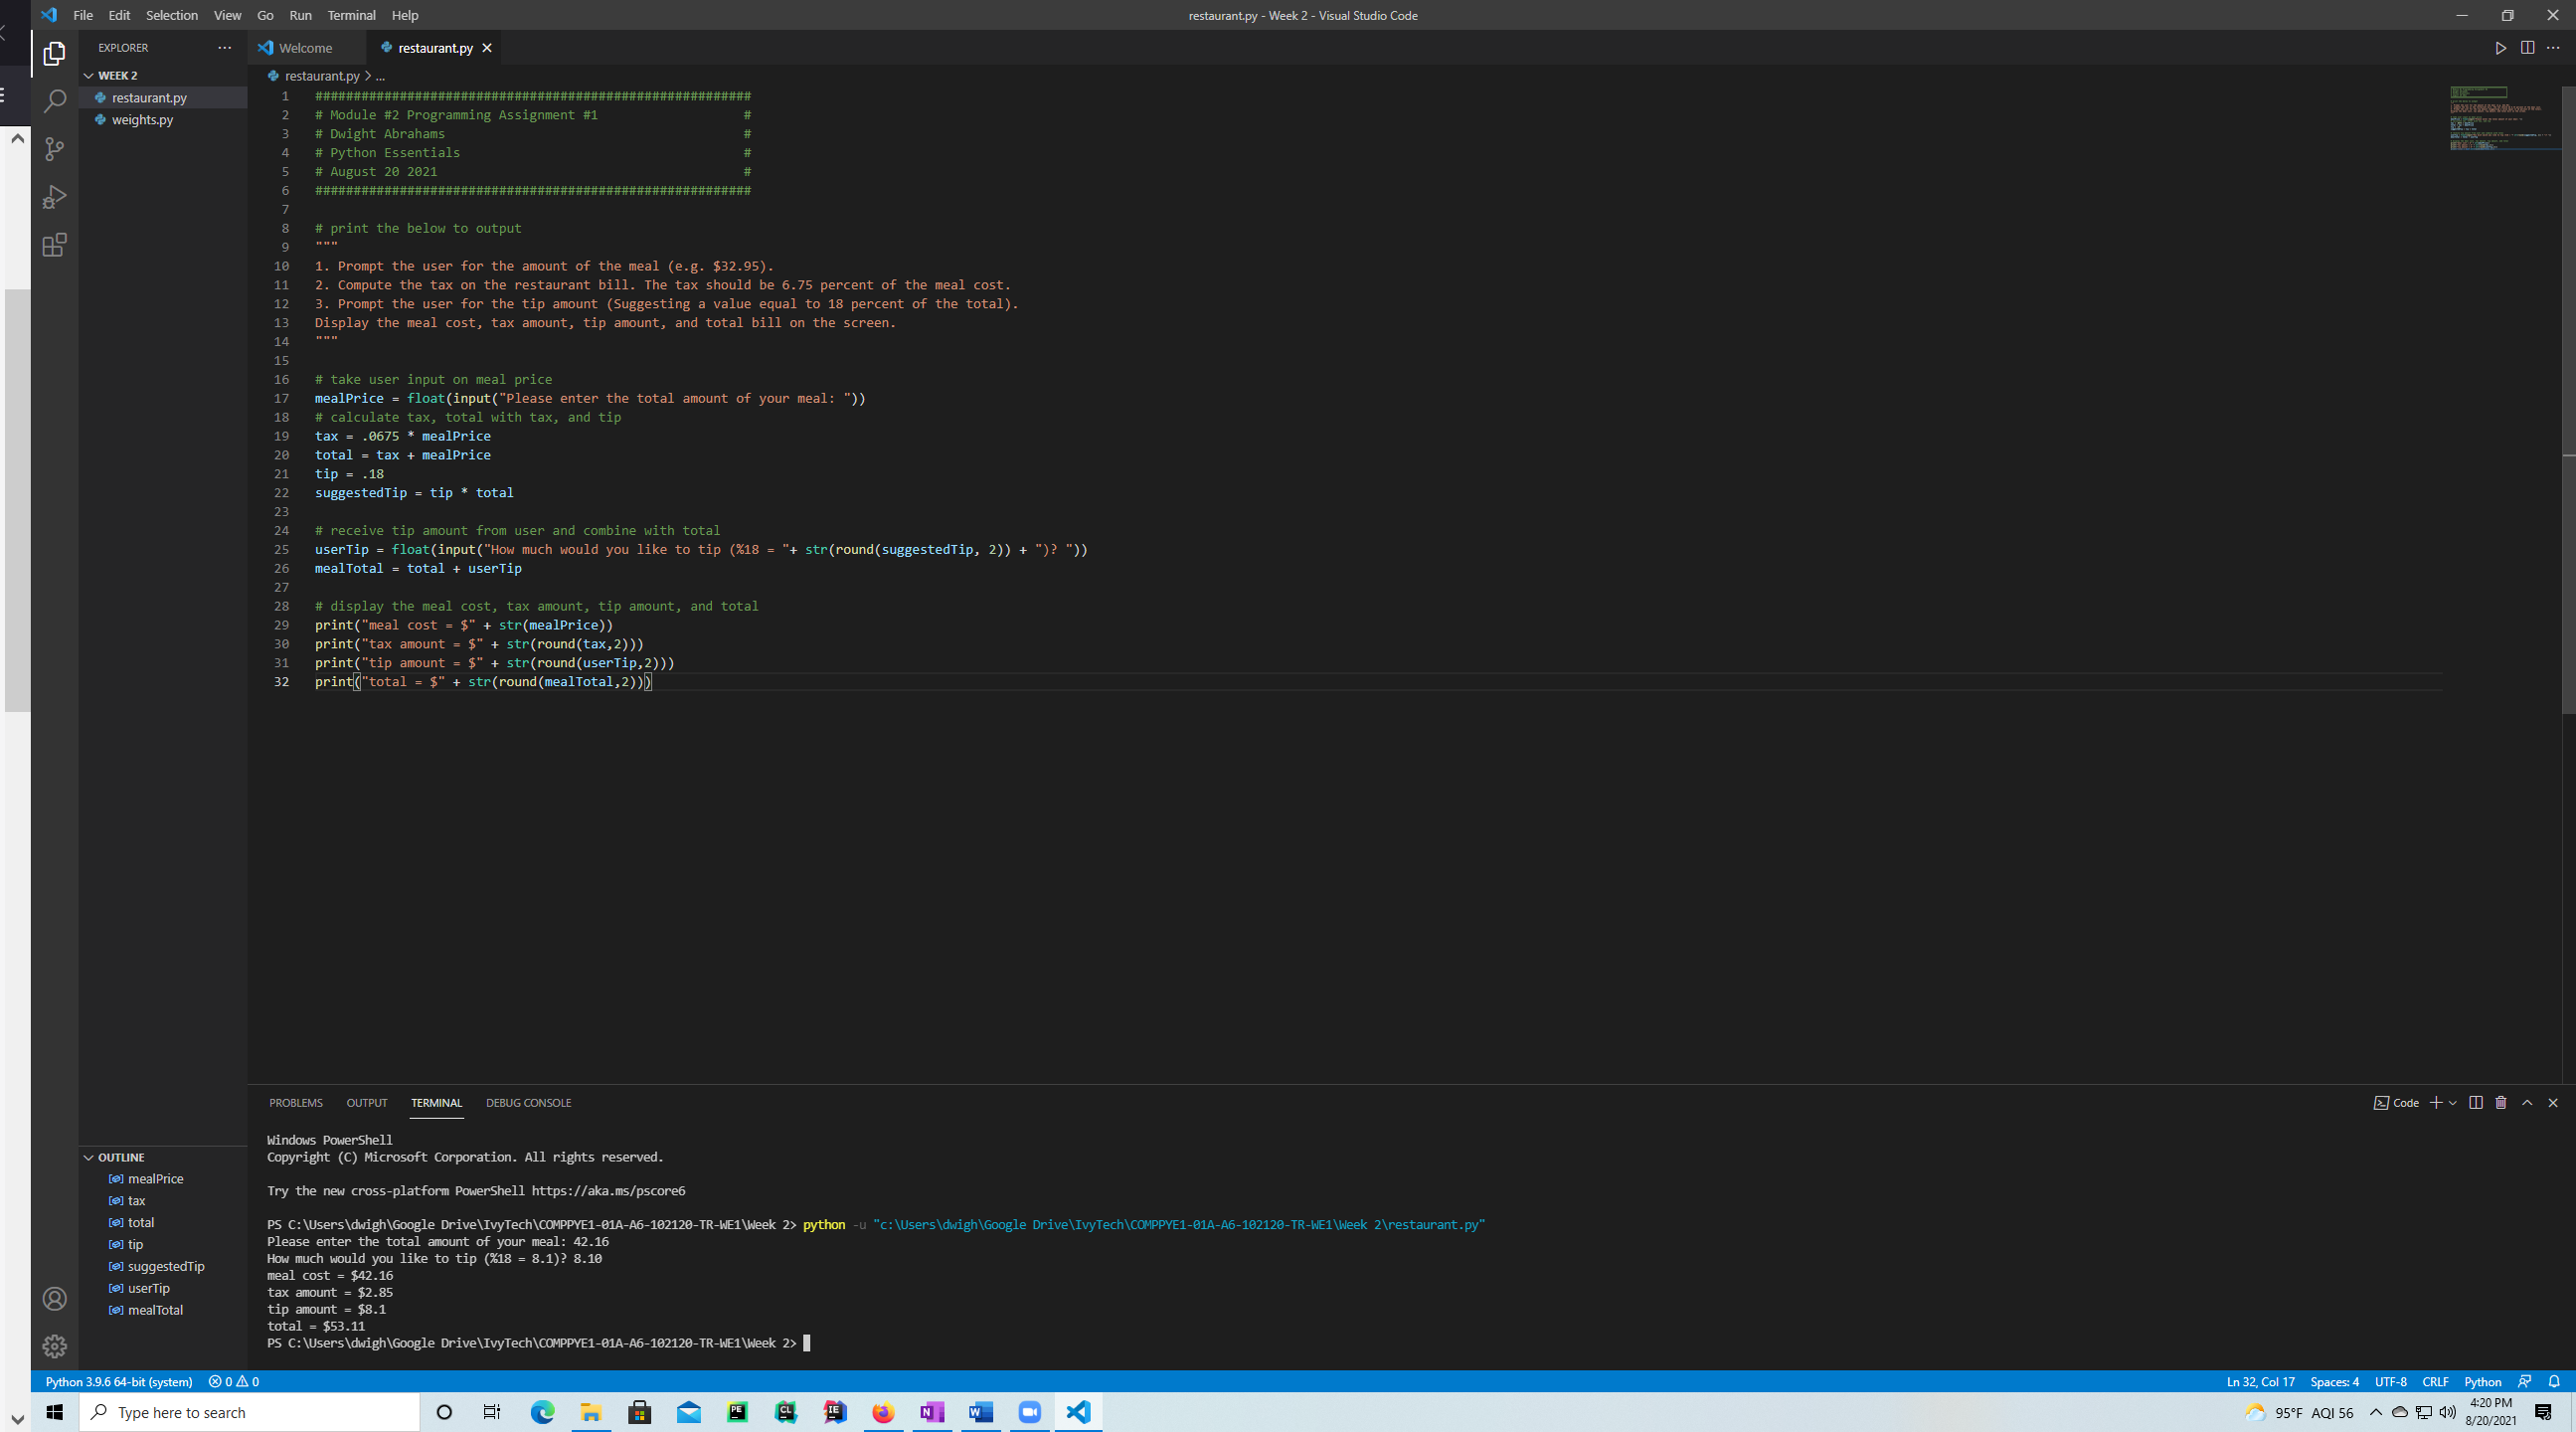 File Edit Selection View Go Run Terminal Help
restaurant.py - Week 2 - Visual Studio Code
EXPLORER
WEEK 2
restaurant.py
weights.py
Welcome
restaurant.py
restaurant.py > ...
1 #########################################################
2 # Module #2 Programming Assignment #1 #
3 # Dwight Abrahams #
4 # Python Essentials #
5 # August 20 2021 #
6 #########################################################
7
8 # print the below to output
9 """
10 1. Prompt the user for the amount of the meal (e.g. $32.95).
11 2. Compute the tax on the restaurant bill. The tax should be 6.75 percent of the meal cost.
12 3. Prompt the user for the tip amount (Suggesting a value equal to 18 percent of the total).
13 Display the meal cost, tax amount, tip amount, and total bill on the screen.
14 """
15
16 # take user input on meal price
17 mealPrice = float(input("Please enter the total amount of your meal: "))
18 # calculate tax, total with tax, and tip
19 tax = .0675 * mealPrice
20 total = tax + mealPrice
21 tip = .18
22 suggestedTip = tip * total
23
24 # receive tip amount from user and combine with total
25 userTip = float(input("How much would you like to tip (%18 = "+ str(round(suggestedTip, 2)) + ")? "))
26 mealTotal = total + userTip
27
28 # display the meal cost, tax amount, tip amount, and total
29 print("meal cost = $" + str(mealPrice))
30 print("tax amount = $" + str(round(tax,2)))
31 print("tip amount = $" + str(round(userTip,2)))
32 print("total = $" + str(round(mealTotal,2)))
PROBLEMS OUTPUT TERMINAL DEBUG CONSOLE
Code
Windows PowerShell
Copyright (C) Microsoft Corporation. All rights reserved.
Try the new cross-platform PowerShell https://aka.ms/pscore6
PS C:\Users\dwigh\Google Drive\IvyTech\COMPPYE1-01A-A6-102120-TR-WE1\Week 2> python -u "c:\Users\dwigh\Google Drive\IvyTech\COMPPYE1-01A-A6-102120-TR-WE1\Week 2\restaurant.py"
Please enter the total amount of your meal: 42.16
How much would you like to tip (%18 = 8.1)? 8.10
meal cost = $42.16
tax amount = $2.85
tip amount = $8.1
total = $53.11
PS C:\Users\dwigh\Google Drive\IvyTech\COMPPYE1-01A-A6-102120-TR-WE1\Week 2>
OUTLINE
mealPrice
tax
total
tip
suggestedTip
userTip
mealTotal
Python 3.9.6 64-bit (system) 0 0
Ln 32, Col 17 Spaces: 4 UTF-8 CRLF Python
Type here to search
95°F AQI 56
4:20 PM
8/20/2021